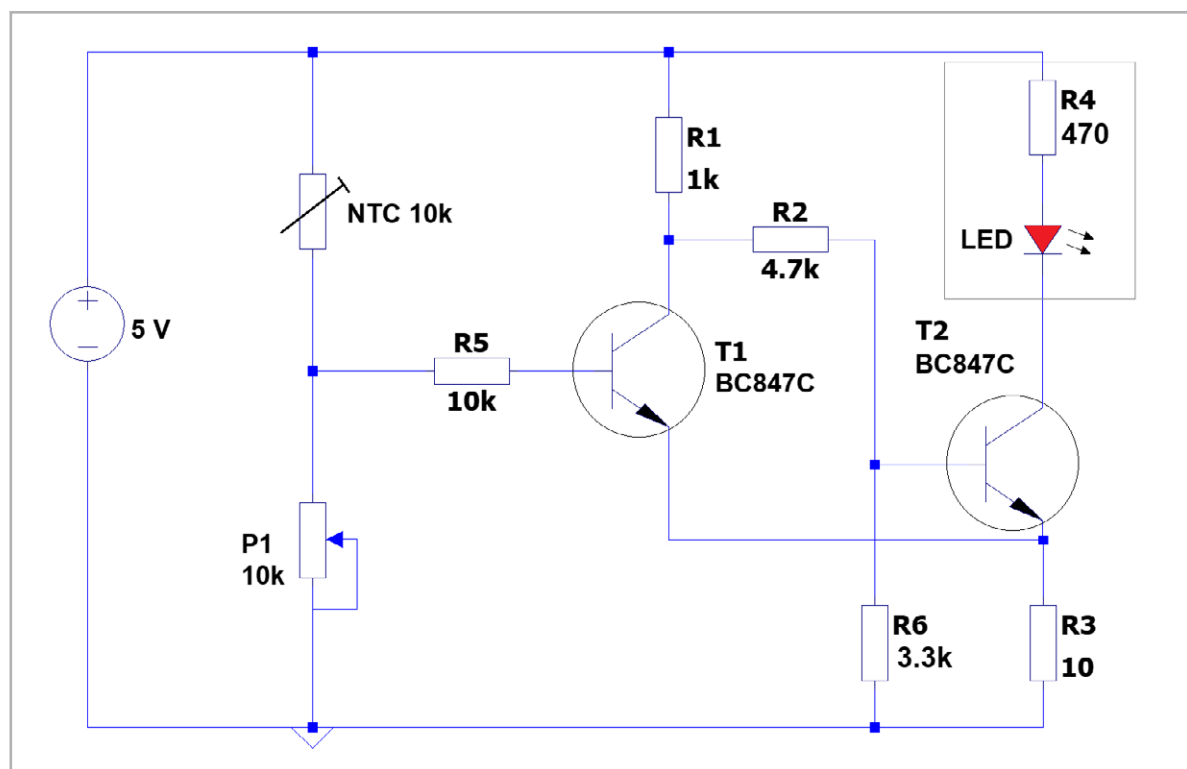 R4
470
R1
1k
NTC 10k
R2
4.7k
LED
+
−
5 V
R5
10k
T1
BC847C
T2
BC847C
P1
10k
R6
3.3k
R3
10